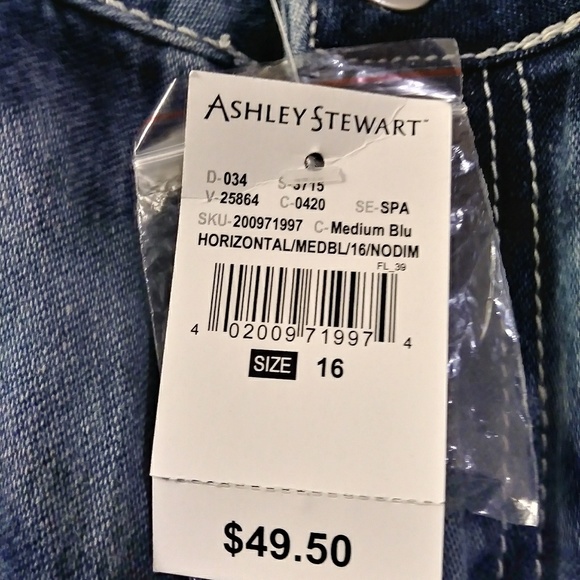 ASHLEY STEWART
D-034 S-3715
V-25864 C-0420 SE-SPA
SKU-200971997 C-Medium Blu
HORIZONTAL/MEDBL/16/NODIM
FL_39
4 02009 71997 4
SIZE 16
$49.50